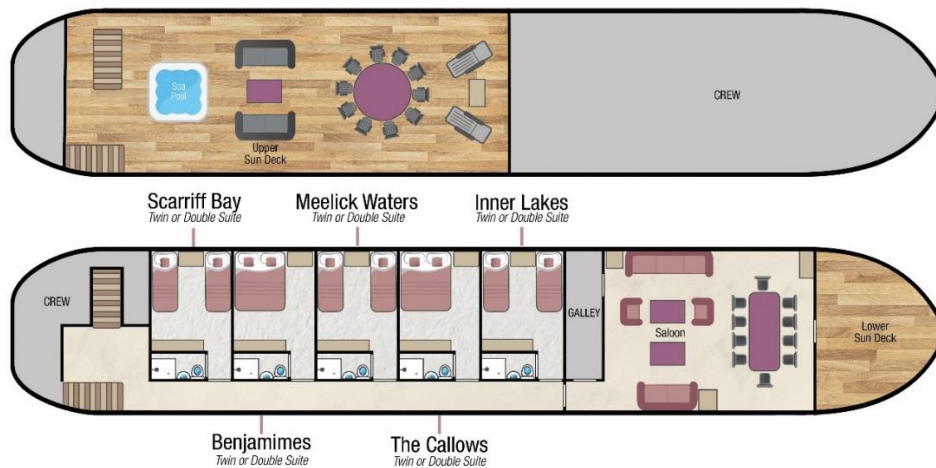 Spa
Pool
Upper
Sun Deck
CREW
Scarriff Bay
Twin or Double Suite
Meelick Waters
Twin or Double Suite
Inner Lakes
Twin or Double Suite
CREW
GALLEY
Saloon
Lower
Sun Deck
Benjamimes
Twin or Double Suite
The Callows
Twin or Double Suite